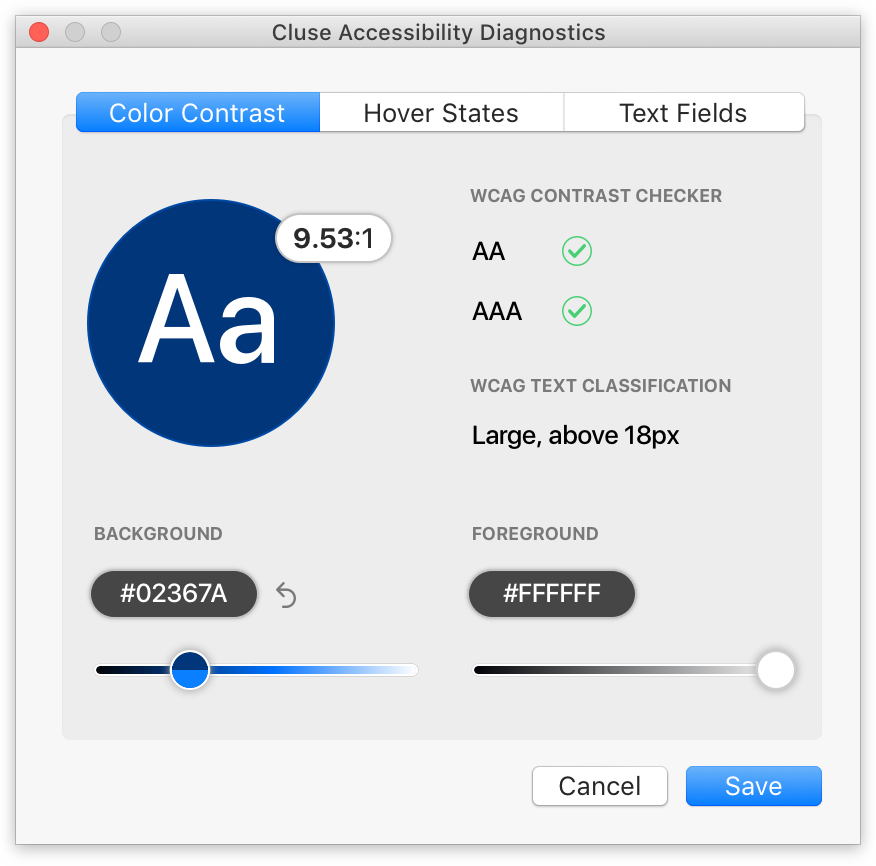 Cluse Accessibility Diagnostics
Color Contrast
Hover States
Text Fields
Aa
9.53:1
WCAG CONTRAST CHECKER
AA
AAA
WCAG TEXT CLASSIFICATION
Large, above 18px
BACKGROUND
#02367A
FOREGROUND
#FFFFFF
Cancel
Save